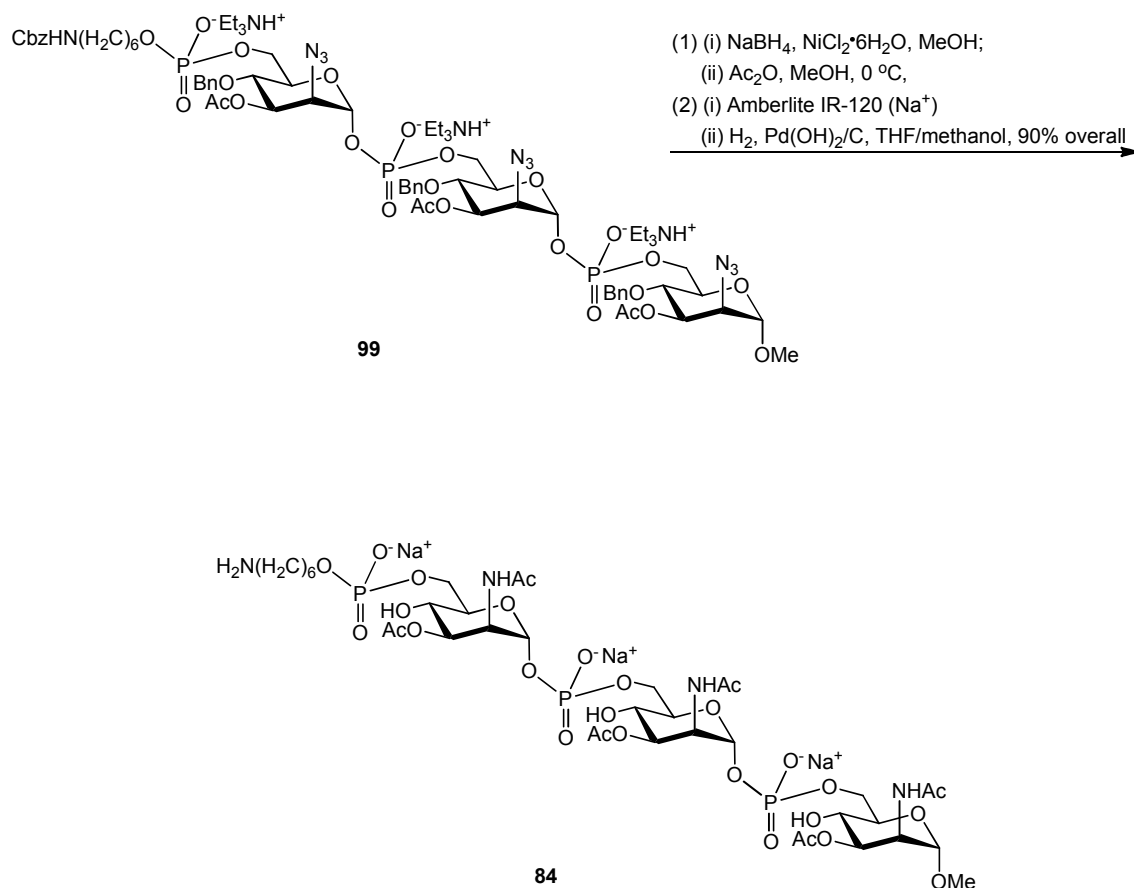 CbzHN(H₂C)₆O
O⁻Et₃NH⁺
P
O
O
N₃
BnO
AcO
O
O
O⁻Et₃NH⁺
P
O
O
N₃
BnO
AcO
O
O
O⁻Et₃NH⁺
P
O
O
N₃
BnO
AcO
O
OMe
99
(1) (i) NaBH₄, NiCl₂•6H₂O, MeOH;
(ii) Ac₂O, MeOH, 0 °C,
(2) (i) Amberlite IR-120 (Na⁺)
(ii) H₂, Pd(OH)₂/C, THF/methanol, 90% overall
H₂N(H₂C)₆O
O⁻Na⁺
P
O
O
NHAc
HO
AcO
O
O
O⁻Na⁺
P
O
O
NHAc
HO
AcO
O
O
O⁻Na⁺
P
O
O
NHAc
HO
AcO
O
OMe
84